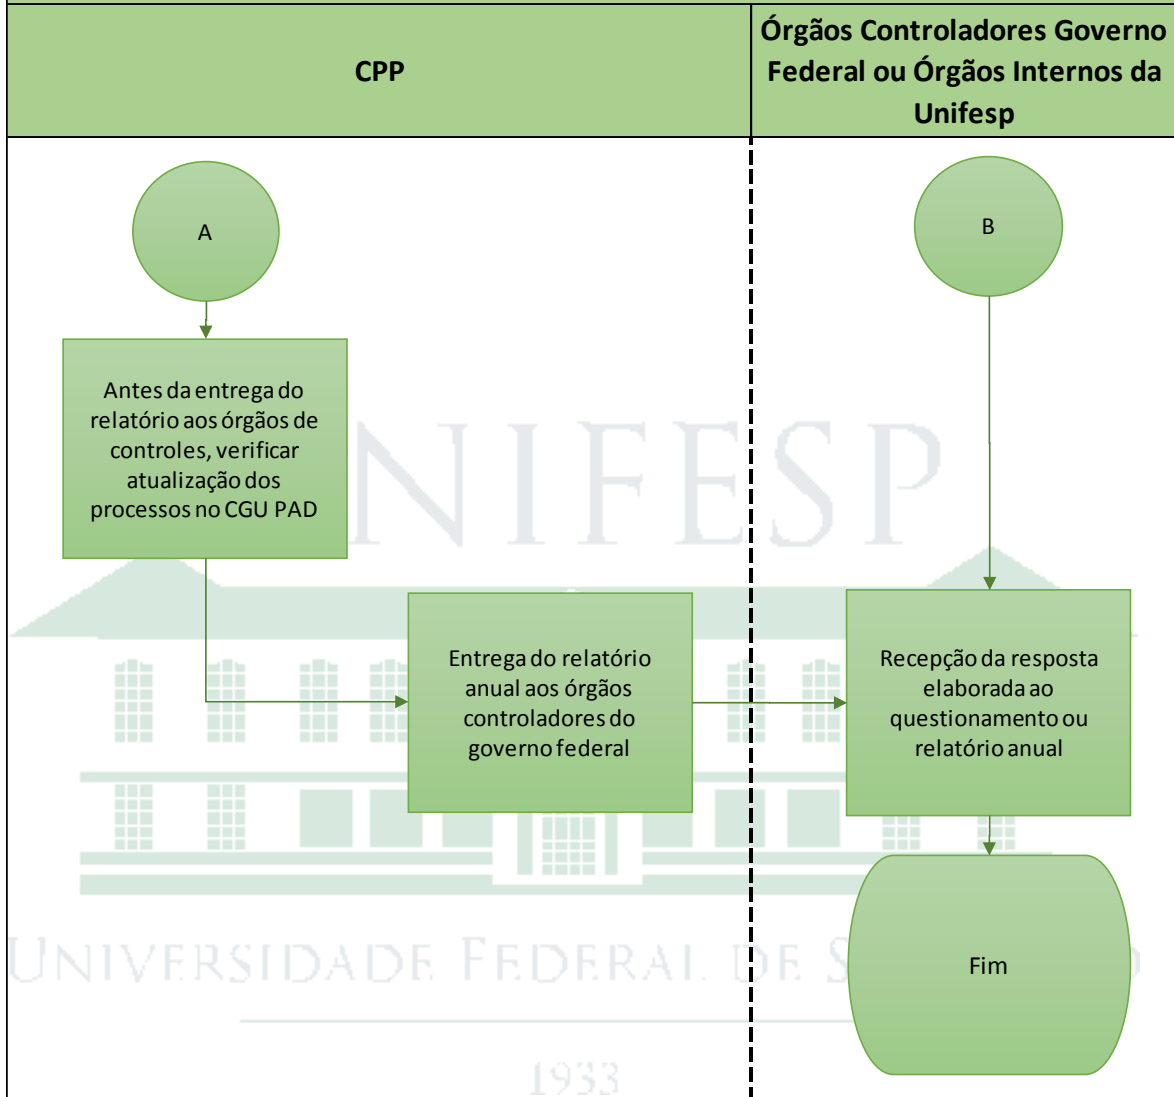 CPP
Órgãos Controladores Governo
Federal ou Órgãos Internos da
Unifesp
A
B
Antes da entrega do
relatório aos órgãos de
controles, verificar
atualização dos
processos no CGU PAD
Entrega do relatório
anual aos órgãos
controladores do
governo federal
Recepção da resposta
elaborada ao
questionamento ou
relatório anual
Fim
NIFESP
UNIVERSIDADE FEDERAL DE S
1933